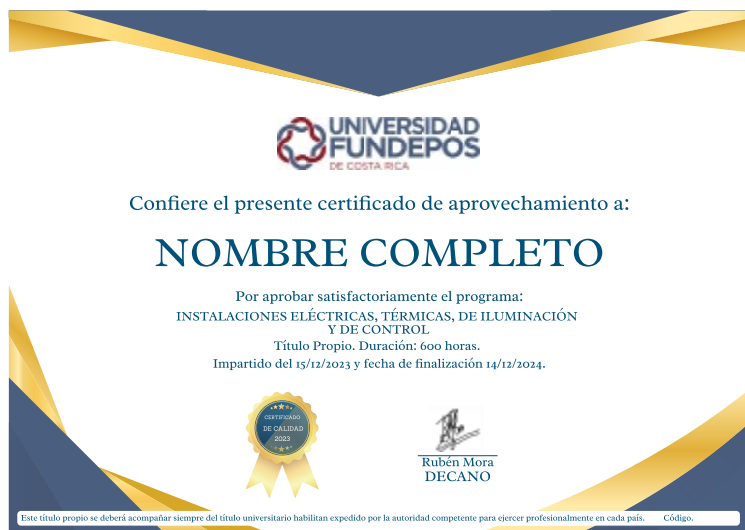 UNIVERSIDAD
FUNDEPOS
DE COSTA RICA
Confiere el presente certificado de aprovechamiento a:
NOMBRE COMPLETO
Por aprobar satisfactoriamente el programa:
INSTALACIONES ELÉCTRICAS, TÉRMICAS, DE ILUMINACIÓN
Y DE CONTROL
Título Propio. Duración: 600 horas.
Impartido del 15/12/2023 y fecha de finalización 14/12/2024.
CERTIFICADO
DE CALIDAD
2023
Rubén Mora
DECANO
Este título propio se deberá acompañar siempre del título universitario habilitan expedido por la autoridad competente para ejercer profesionalmente en cada país. Código.